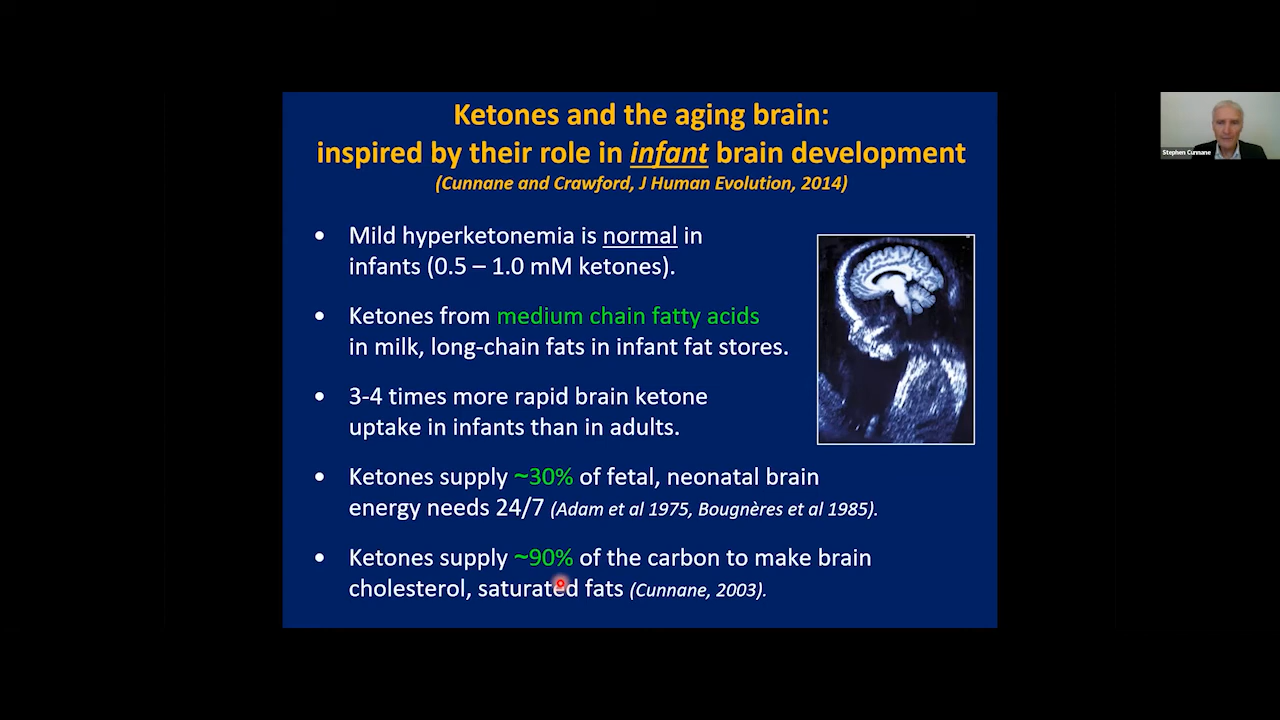 Ketones and the aging brain:
inspired by their role in infant brain development
(Cunnane and Crawford, J Human Evolution, 2014)
• Mild hyperketonemia is normal in
infants (0.5 – 1.0 mM ketones).
• Ketones from medium chain fatty acids
in milk, long-chain fats in infant fat stores.
• 3-4 times more rapid brain ketone
uptake in infants than in adults.
• Ketones supply ~30% of fetal, neonatal brain
energy needs 24/7 (Adam et al 1975, Bougnères et al 1985).
• Ketones supply ~90% of the carbon to make brain
cholesterol, saturated fats (Cunnane, 2003).
Stephen Cunnane